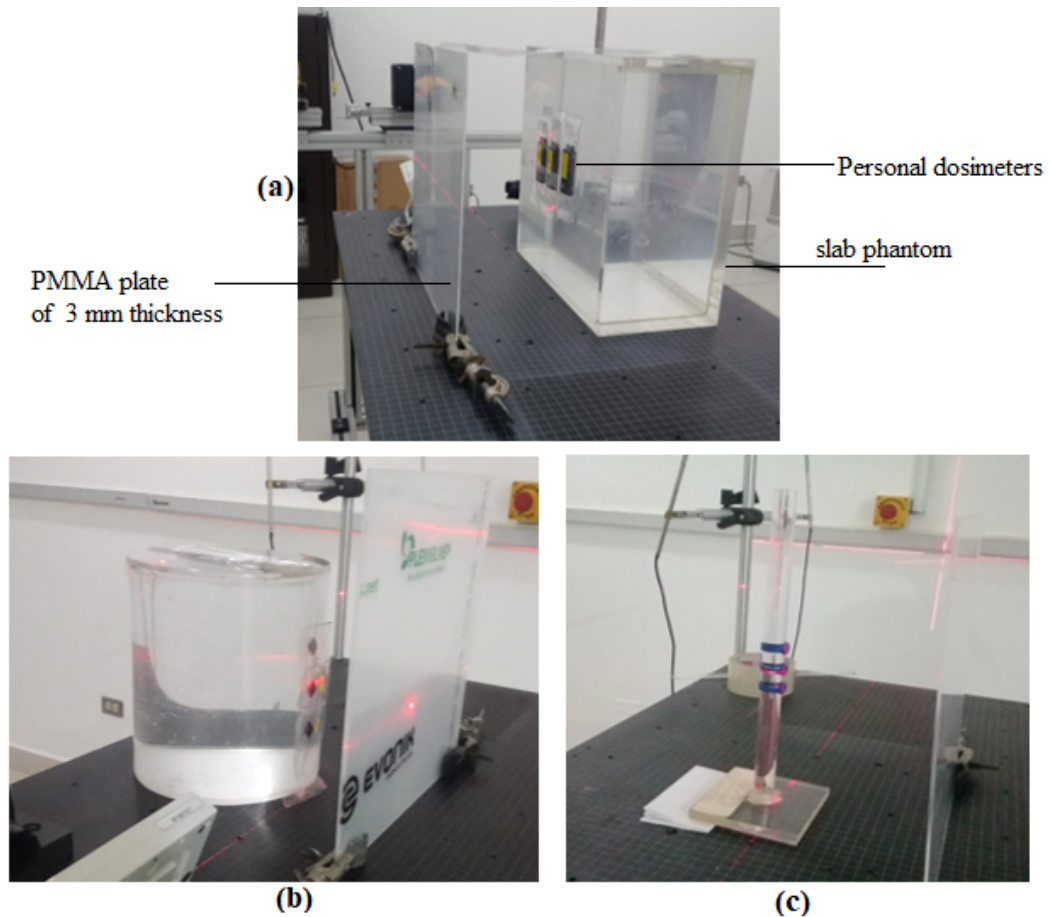 (a)
Personal dosimeters
slab phantom
PMMA plate
of 3 mm thickness
EVONIK
(b)
(c)